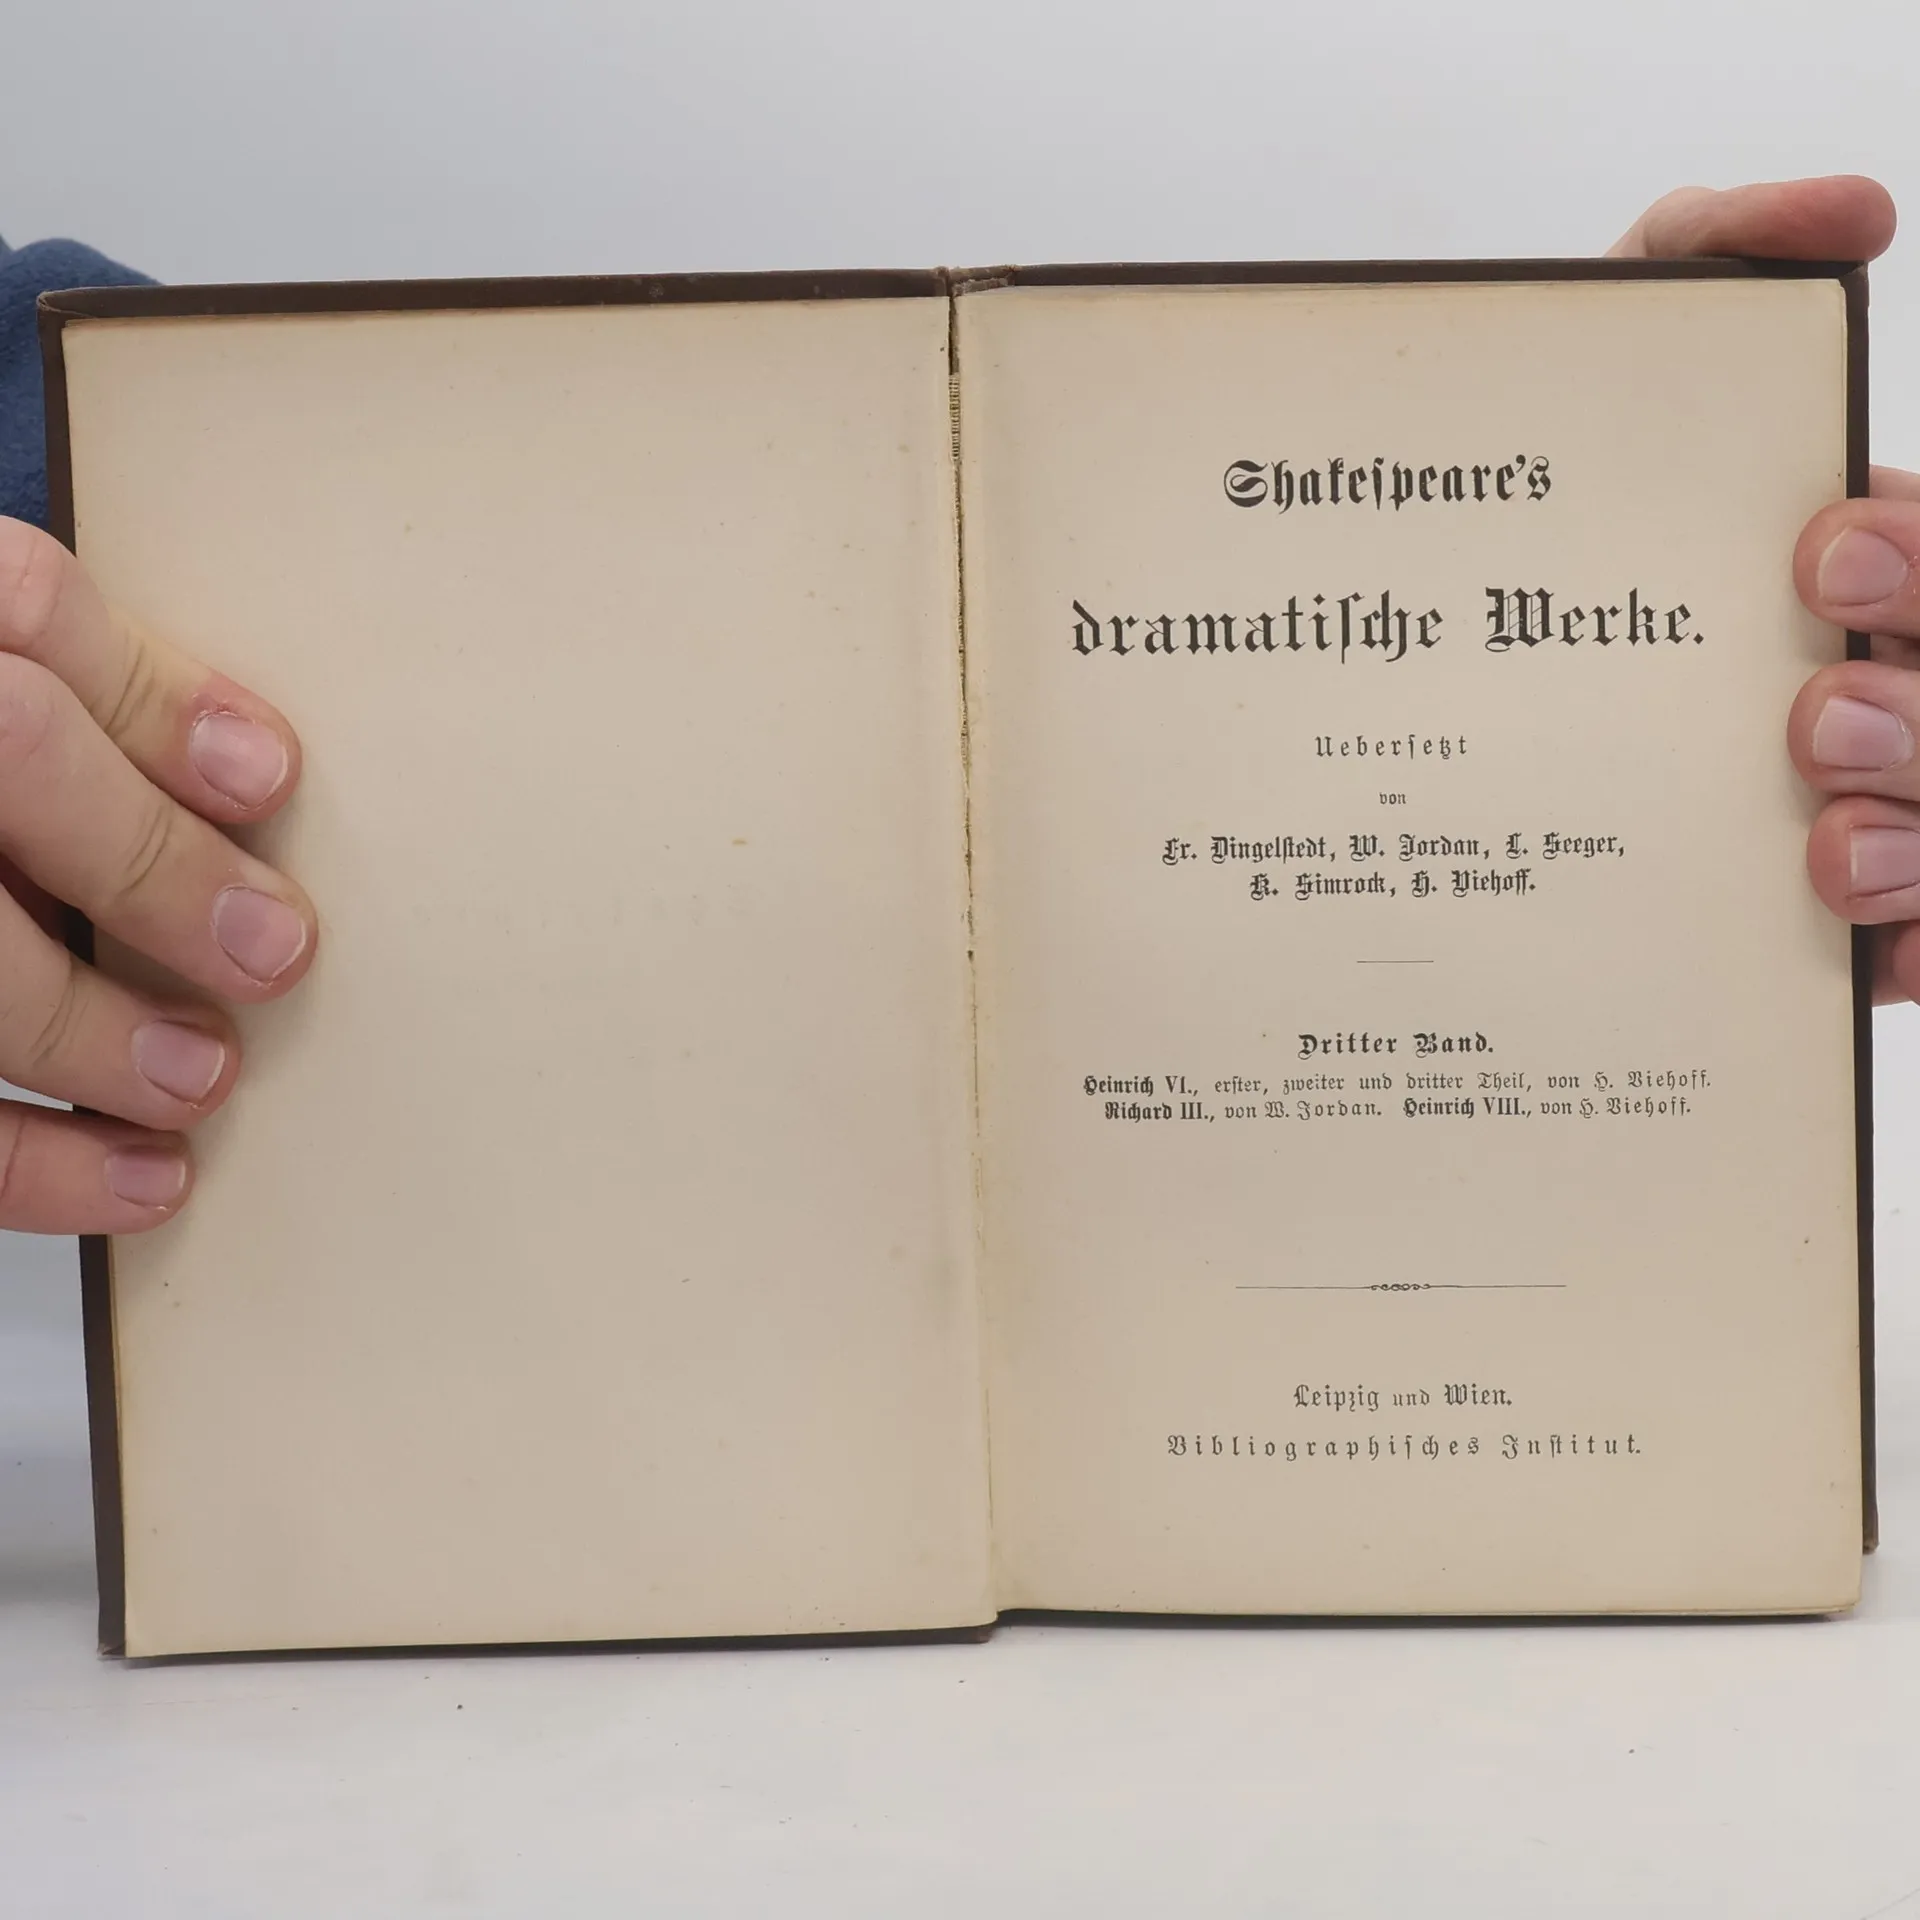 Shakeſpeare's
dramatiſche Werke.
Ueberſetzt
von
Fr. Dingelſtedt, W. Jordan, L. Seeger,
K. Simrock, H. Viehoff.
Dritter Band.
Heinrich VI., erſter, zweiter und dritter Theil, von H. Viehoff.
Richard III., von W. Jordan. Heinrich VIII., von H. Viehoff.
Leipzig und Wien.
Bibliographiſches Inſtitut.